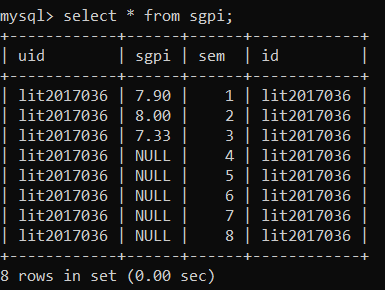 mysql> select * from sgpi;
+------------+------+------+------------+
| uid        | sgpi | sem  | id         |
+------------+------+------+------------+
| lit2017036 | 7.90 |    1 | lit2017036 |
| lit2017036 | 8.00 |    2 | lit2017036 |
| lit2017036 | 7.33 |    3 | lit2017036 |
| lit2017036 | NULL |    4 | lit2017036 |
| lit2017036 | NULL |    5 | lit2017036 |
| lit2017036 | NULL |    6 | lit2017036 |
| lit2017036 | NULL |    7 | lit2017036 |
| lit2017036 | NULL |    8 | lit2017036 |
+------------+------+------+------------+
8 rows in set (0.00 sec)